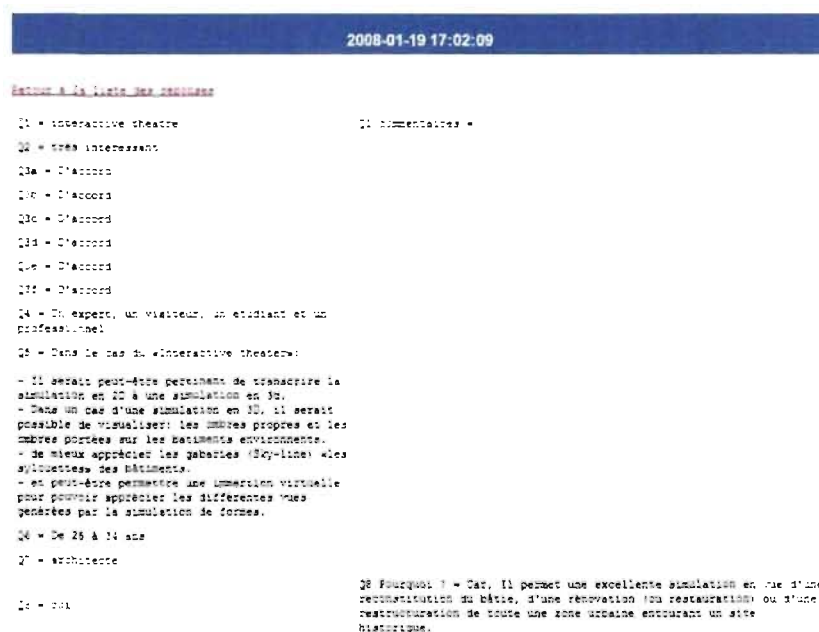 2008-01-19 17:02:09
Retour à la liste des réponses
Q1 = interactive theatre
Q1 commentaires =
Q2 = très interessant
Q3a = D'accord
Q3b = D'accord
Q3c = D'accord
Q3d = D'accord
Q3e = D'accord
Q3f = D'accord
Q4 = Un expert, un visiteur, un etudiant et un
professionnel
Q5 = Dans le cas du «Interactive theater»:
- Il serait peut-être pertinent de transcrire la
simulation en 2D à une simulation en 3d.
- Dans un cas d'une simulation en 3D, il serait
possible de visualiser: les ombres propres et les
ombres portées sur les batiments environnents.
- de mieux apprécier les gabaries (Sky-line) «les
sylouettes» des bâtiments.
- et peut-être permettre une immertion virtuelle
pour pouvoir apprécier les différentes vues
genérées par la simulation de formes.
Q6 = De 25 à 34 ans
Q7 = architecte
Q8 = oui
Q8 Pourquoi ? = Car, Il permet une excellente simulation en vue d'une
reconstitution du bâtie, d'une rénovation (ou restauration) ou d'une
restructuration de toute une zone urbaine entourant un site
historique.